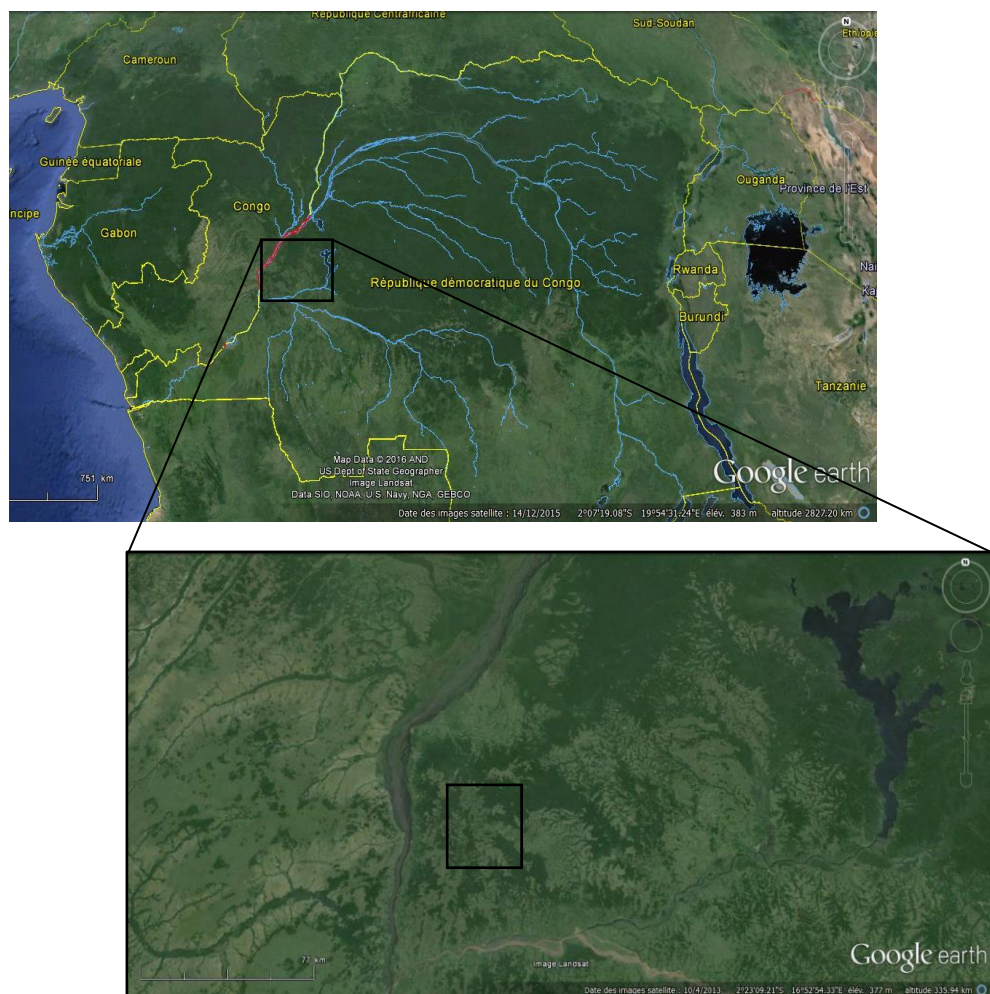 République Centrafricaine
Sud-Soudan
N
Ethiopie
Cameroun
Guinée équatoriale
Ouganda
Province de l'Est
ncipe
Congo
Gabon
Nai
Rwanda
République démocratique du Congo
Ka
Burundi
Tanzanie
Map Data © 2016 AND
US Dept of State Geographer
Image Landsat
Data SIO, NOAA, U.S. Navy, NGA, GEBCO
751 km
Google earth
Date des images satellite : 14/12/2015 2°07'19.08"S 19°54'31.24"E élév. 383 m altitude 2827.20 km
N
77 km
Image Landsat
Google earth
Date des images satellite : 10/4/2013 2°23'09.21"S 16°52'54.33"E élév. 377 m altitude 335.94 km